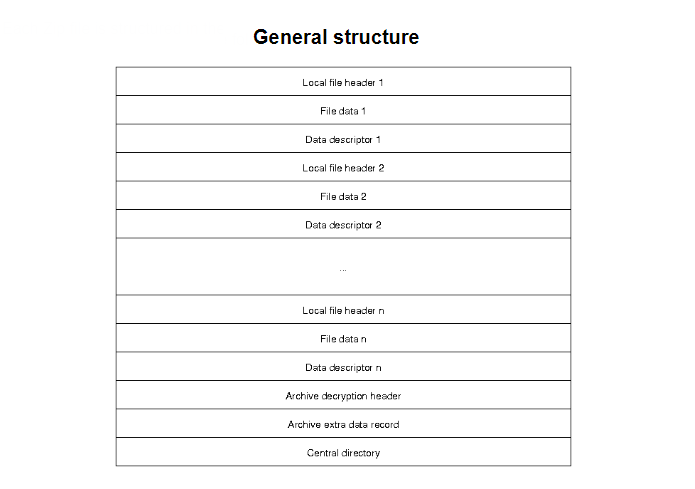 General structure
Local file header 1
File data 1
Data descriptor 1
Local file header 2
File data 2
Data descriptor 2
...
Local file header n
File data n
Data descriptor n
Archive decryption header
Archive extra data record
Central directory